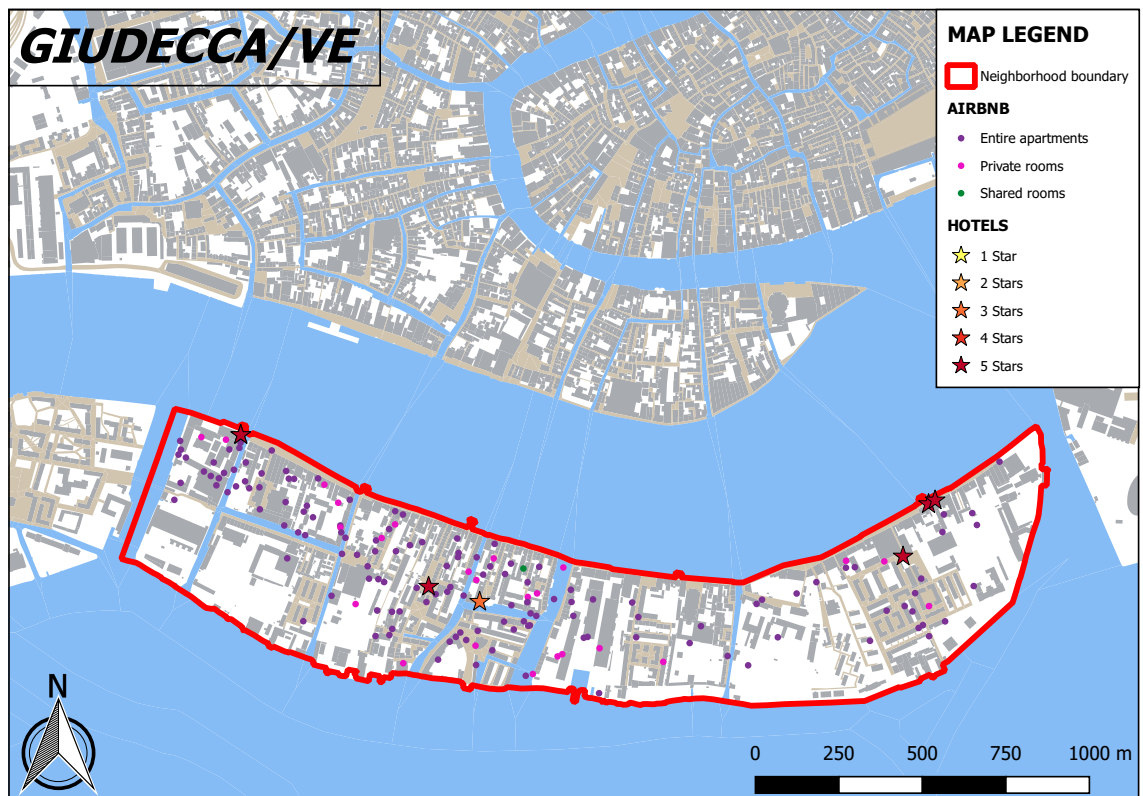 GIUDECCA/VE
MAP LEGEND
Neighborhood boundary
AIRBNB
Entire apartments
Private rooms
Shared rooms
HOTELS
1 Star
2 Stars
3 Stars
4 Stars
5 Stars
N
0 250 500 750 1000 m